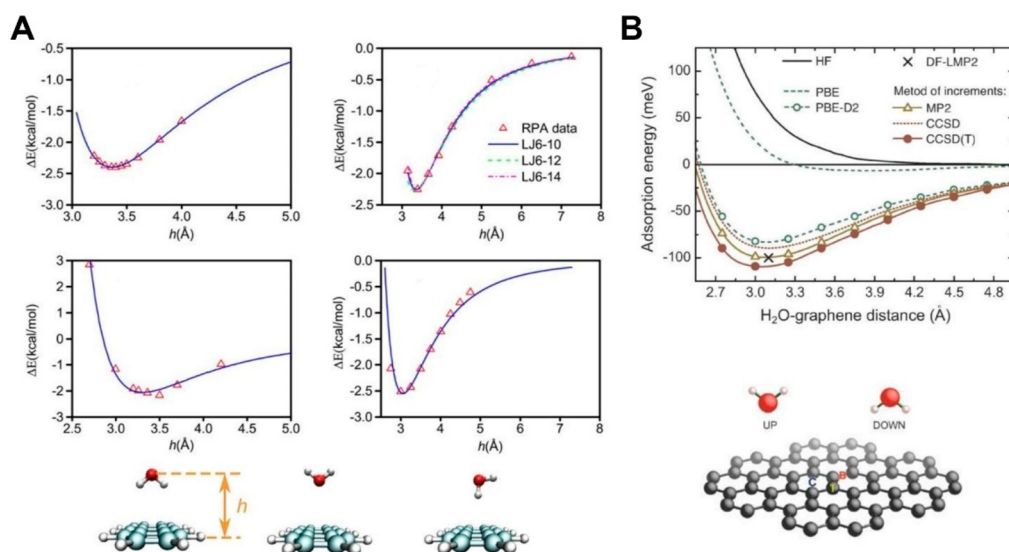 A
-0.5
-1.0
-1.5
-2.0
-2.5
-3.0
ΔE(kcal/mol)
3.0 3.5 4.0 4.5 5.0
h(Å)
0.0
-0.5
-1.0
-1.5
-2.0
-2.5
ΔE(kcal/mol)
RPA data
LJ6-10
LJ6-12
LJ6-14
3 4 5 6 7 8
h(Å)
3
2
1
0
-1
-2
-3
ΔE(kcal/mol)
2.5 3.0 3.5 4.0 4.5 5.0
h(Å)
0.0
-0.5
-1.0
-1.5
-2.0
-2.5
-3.0
ΔE(kcal/mol)
3 4 5 6 7 8
h(Å)
h
B
100
50
0
-50
-100
Adsorption energy (meV)
HF
PBE
PBE-D2
DF-LMP2
Metod of increments:
MP2
CCSD
CCSD(T)
2.7 3.0 3.3 3.6 3.9 4.2 4.5 4.8
H₂O-graphene distance (Å)
UP
DOWN
C
B
T